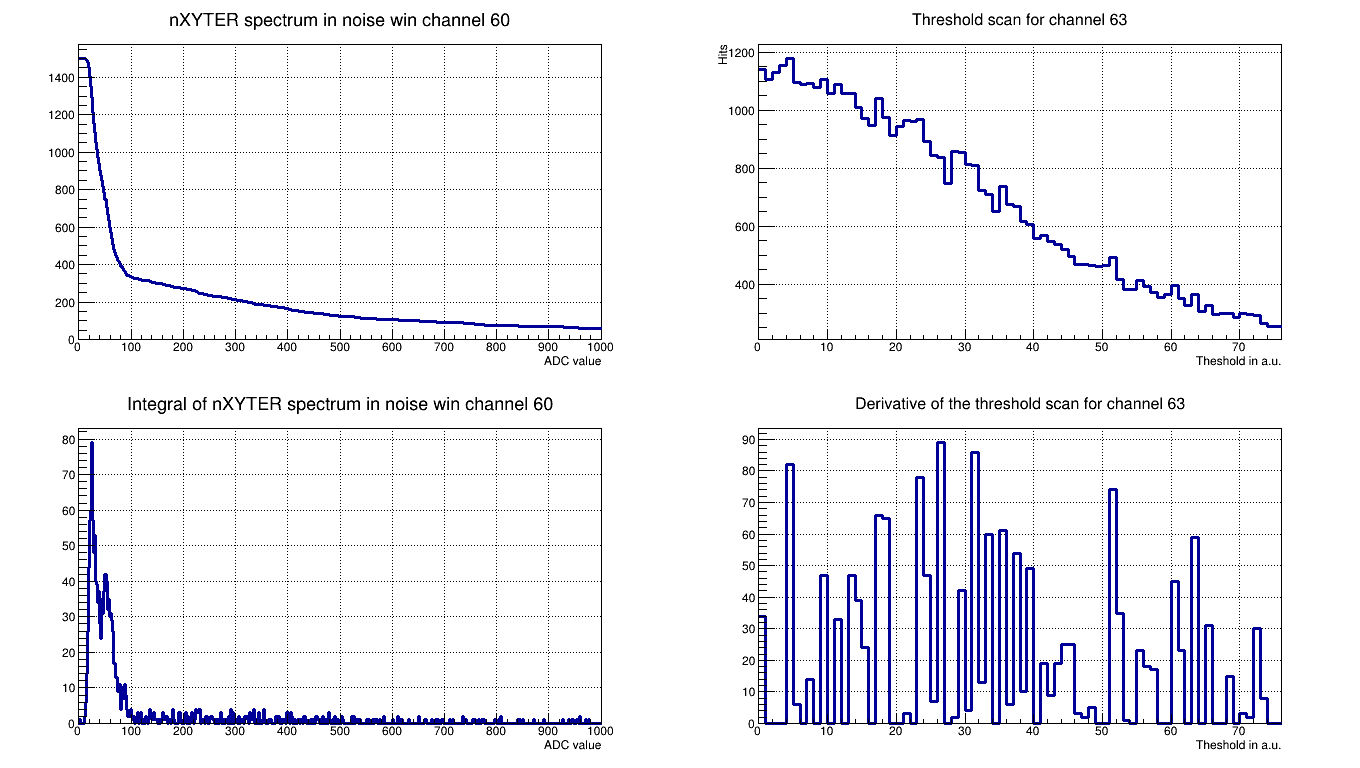 nXYTER spectrum in noise win channel 60
1400
1200
1000
800
600
400
200
0
0 100 200 300 400 500 600 700 800 900 1000
ADC value
Threshold scan for channel 63
Hits
1200
1000
800
600
400
0 10 20 30 40 50 60 70
Theshold in a.u.
Integral of nXYTER spectrum in noise win channel 60
80
70
60
50
40
30
20
10
0
0 100 200 300 400 500 600 700 800 900 1000
ADC value
Derivative of the threshold scan for channel 63
90
80
70
60
50
40
30
20
10
0
0 10 20 30 40 50 60 70
Theshold in a.u.